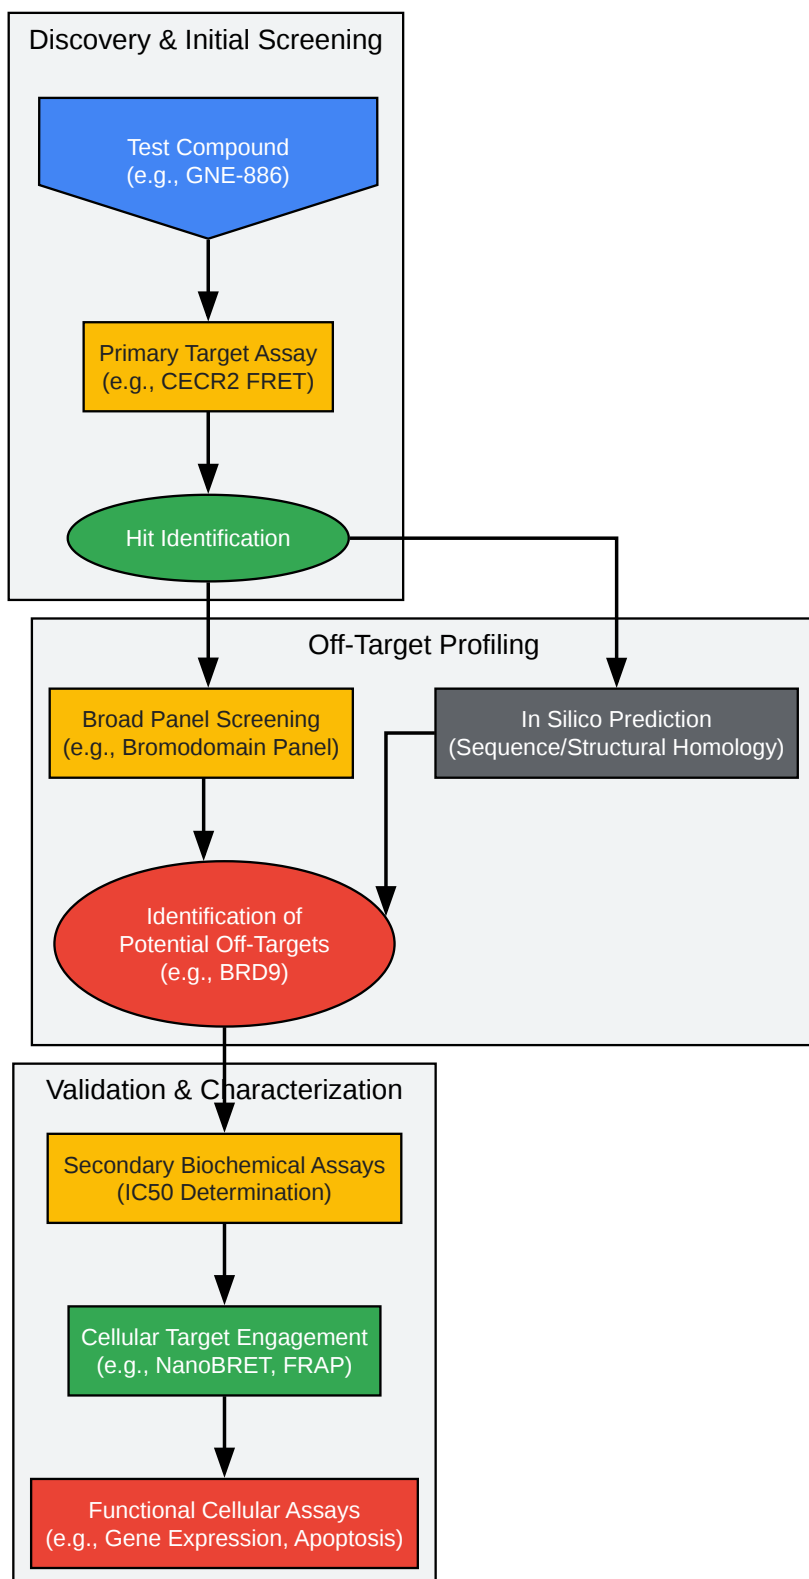 Discovery & Initial Screening
Test Compound
(e.g., GNE-886)
Primary Target Assay
(e.g., CECR2 FRET)
Hit Identification
Off-Target Profiling
Broad Panel Screening
(e.g., Bromodomain Panel)
In Silico Prediction
(Sequence/Structural Homology)
Identification of
Potential Off-Targets
(e.g., BRD9)
Validation & Characterization
Secondary Biochemical Assays
(IC50 Determination)
Cellular Target Engagement
(e.g., NanoBRET, FRAP)
Functional Cellular Assays
(e.g., Gene Expression, Apoptosis)